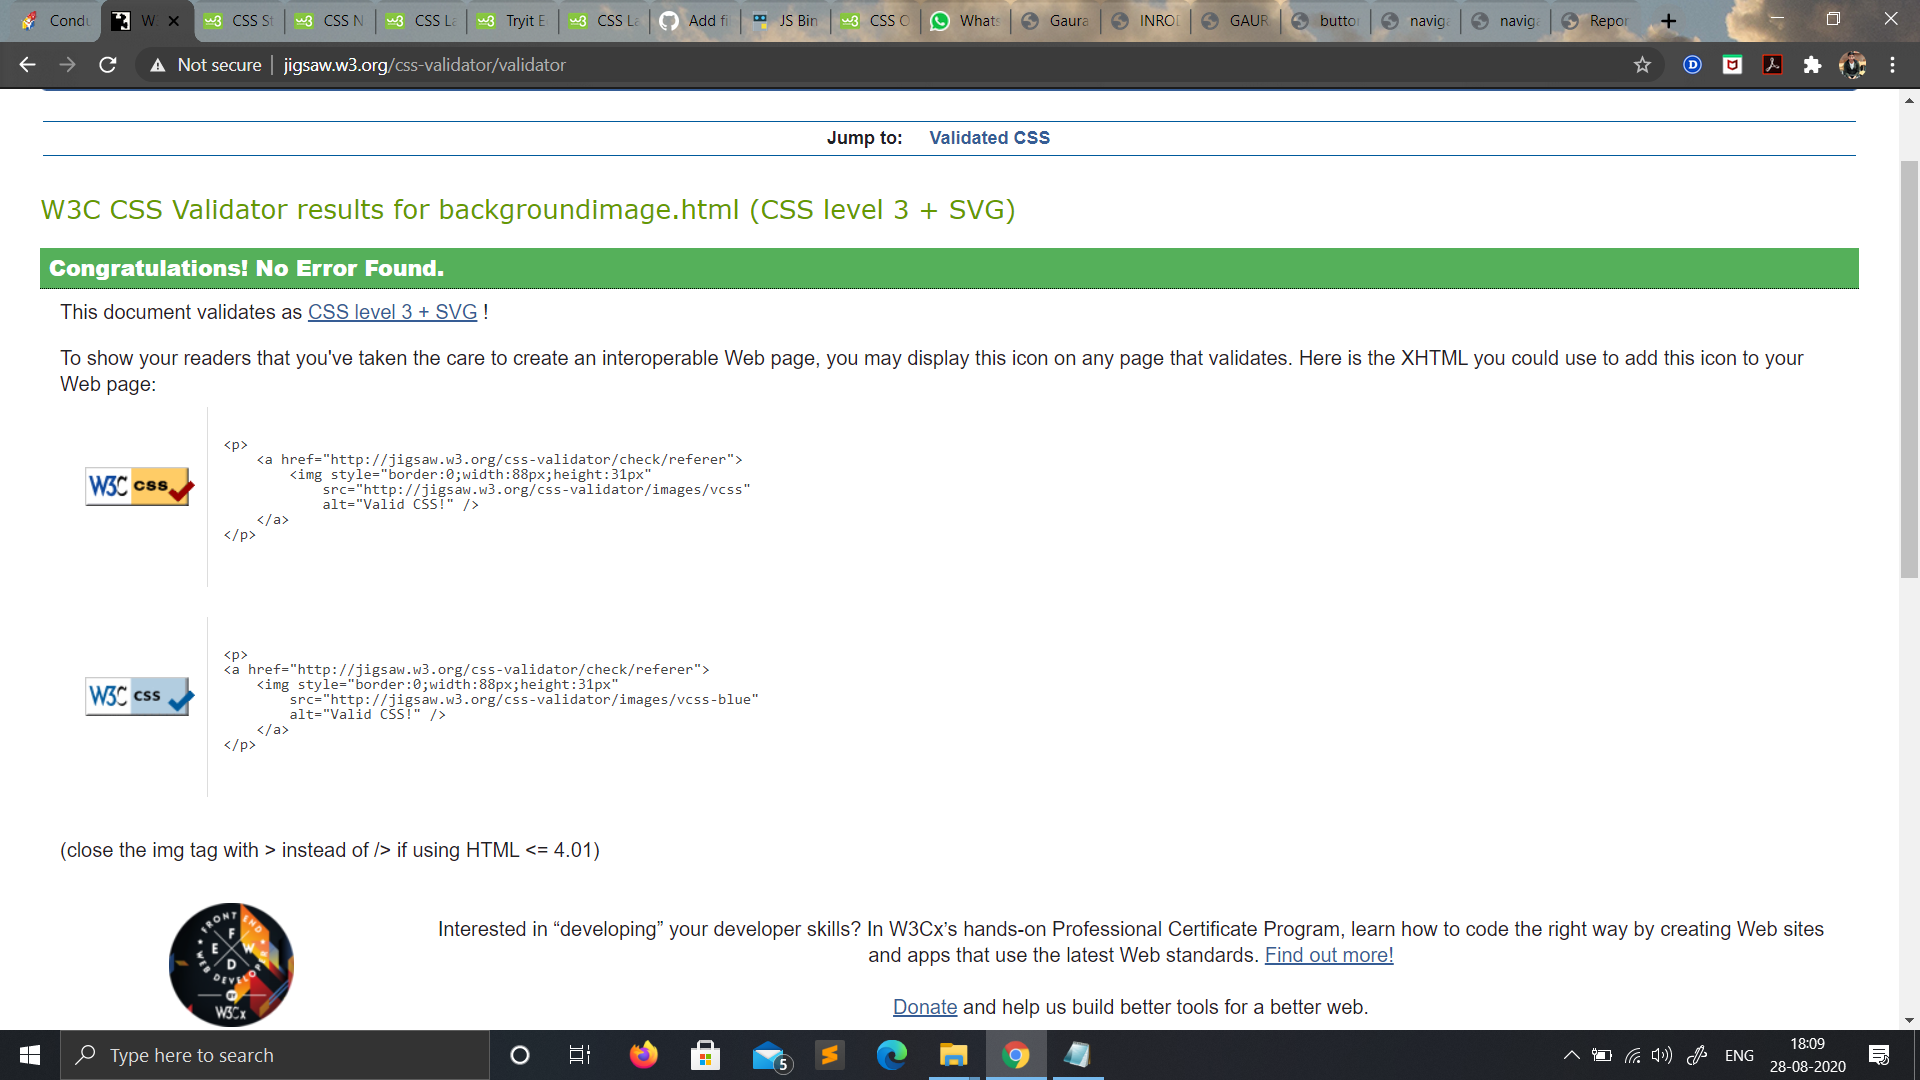 Condu
W
CSS St
CSS N
CSS La
Tryit E
CSS La
Add fi
JS Bin
CSS O
Whats
Gaura
INROD
GAUR
button
naviga
naviga
Repor
Not secure
jigsaw.w3.org/css-validator/validator
Jump to: Validated CSS
W3C CSS Validator results for backgroundimage.html (CSS level 3 + SVG)
Congratulations! No Error Found.
This document validates as CSS level 3 + SVG !
To show your readers that you've taken the care to create an interoperable Web page, you may display this icon on any page that validates. Here is the XHTML you could use to add this icon to your
Web page:
W3C css
<p>
<a href="http://jigsaw.w3.org/css-validator/check/referer">
<img style="border:0;width:88px;height:31px"
src="http://jigsaw.w3.org/css-validator/images/vcss"
alt="Valid CSS!" />
</a>
</p>
W3C css
<p>
<a href="http://jigsaw.w3.org/css-validator/check/referer">
<img style="border:0;width:88px;height:31px"
src="http://jigsaw.w3.org/css-validator/images/vcss-blue"
alt="Valid CSS!" />
</a>
</p>
(close the img tag with > instead of /> if using HTML <= 4.01)
FRONT END
F
E W
D
WEB DEVELOPER
BY
W3Cx
Interested in “developing” your developer skills? In W3Cx’s hands-on Professional Certificate Program, learn how to code the right way by creating Web sites
and apps that use the latest Web standards. Find out more!
Donate and help us build better tools for a better web.
Type here to search
5
ENG
18:09
28-08-2020